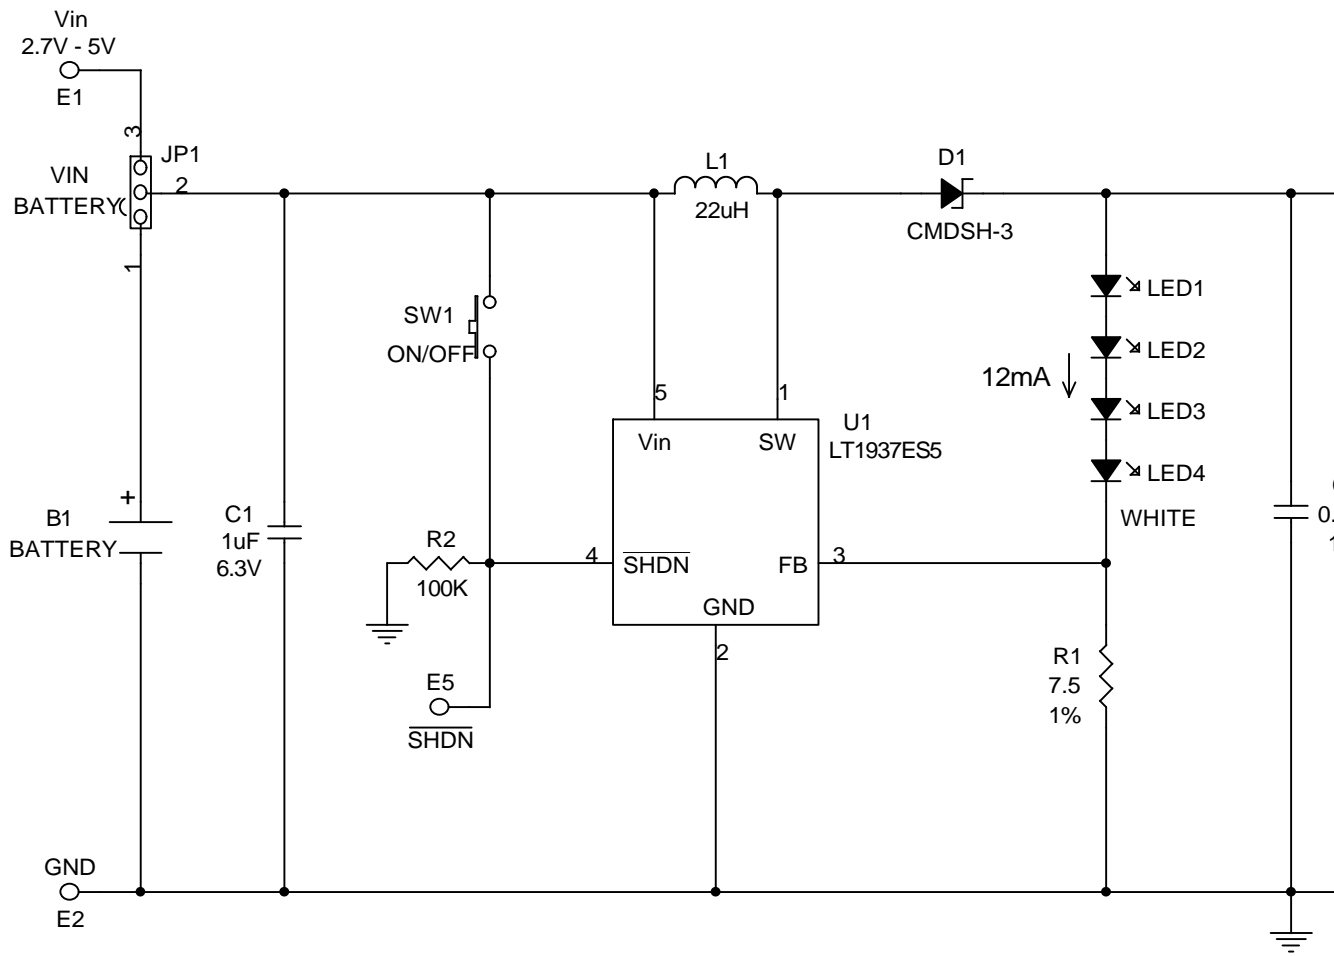 Vin
2.7V - 5V
E1
3
JP1
VIN
2
BATTERY
1
L1
22uH
D1
CMDSH-3
LED1
LED2
12mA
LED3
LED4
WHITE
SW1
ON/OFF
5
1
U1
LT1937ES5
Vin
SW
+
B1
BATTERY
C1
1uF
6.3V
R2
100K
4
SHDN
FB
3
GND
2
E5
SHDN
R1
7.5
1%
0.
1
GND
E2